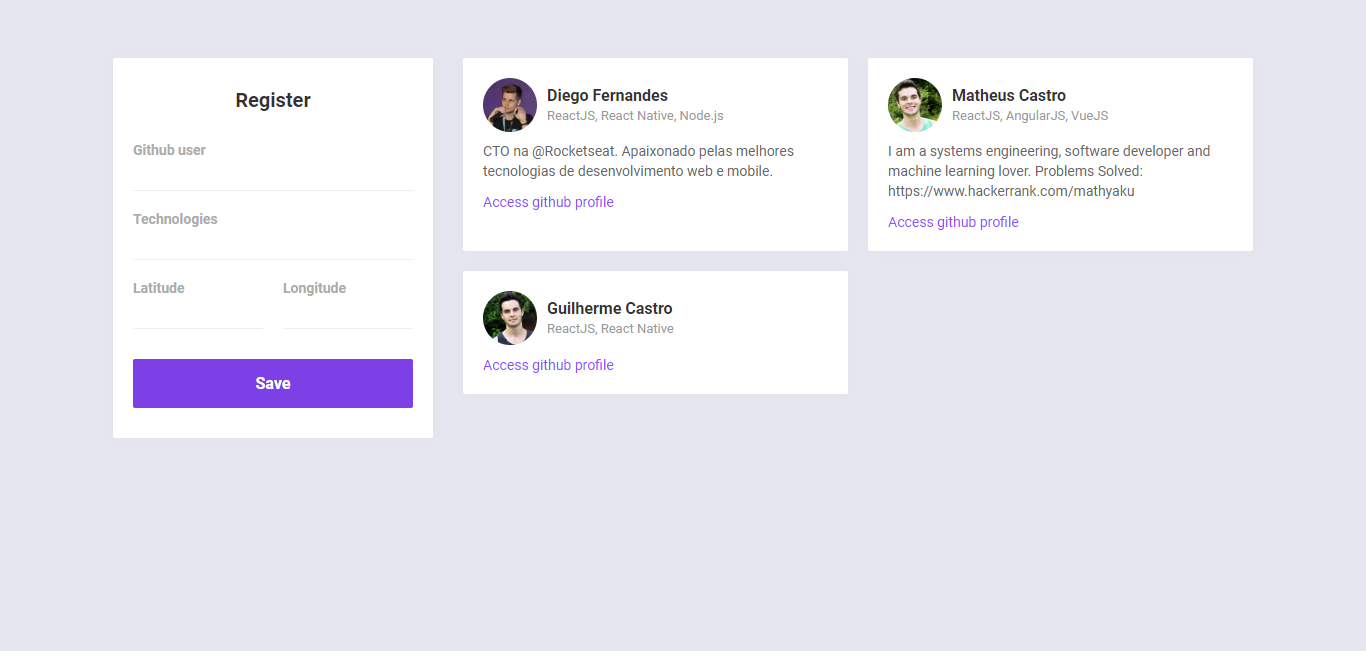 Register
Github user
Technologies
Latitude
Longitude
Save
Diego Fernandes
ReactJS, React Native, Node.js
CTO na @Rocketseat. Apaixonado pelas melhores
tecnologias de desenvolvimento web e mobile.
Access github profile
Matheus Castro
ReactJS, AngularJS, VueJS
I am a systems engineering, software developer and
machine learning lover. Problems Solved:
https://www.hackerrank.com/mathyaku
Access github profile
Guilherme Castro
ReactJS, React Native
Access github profile